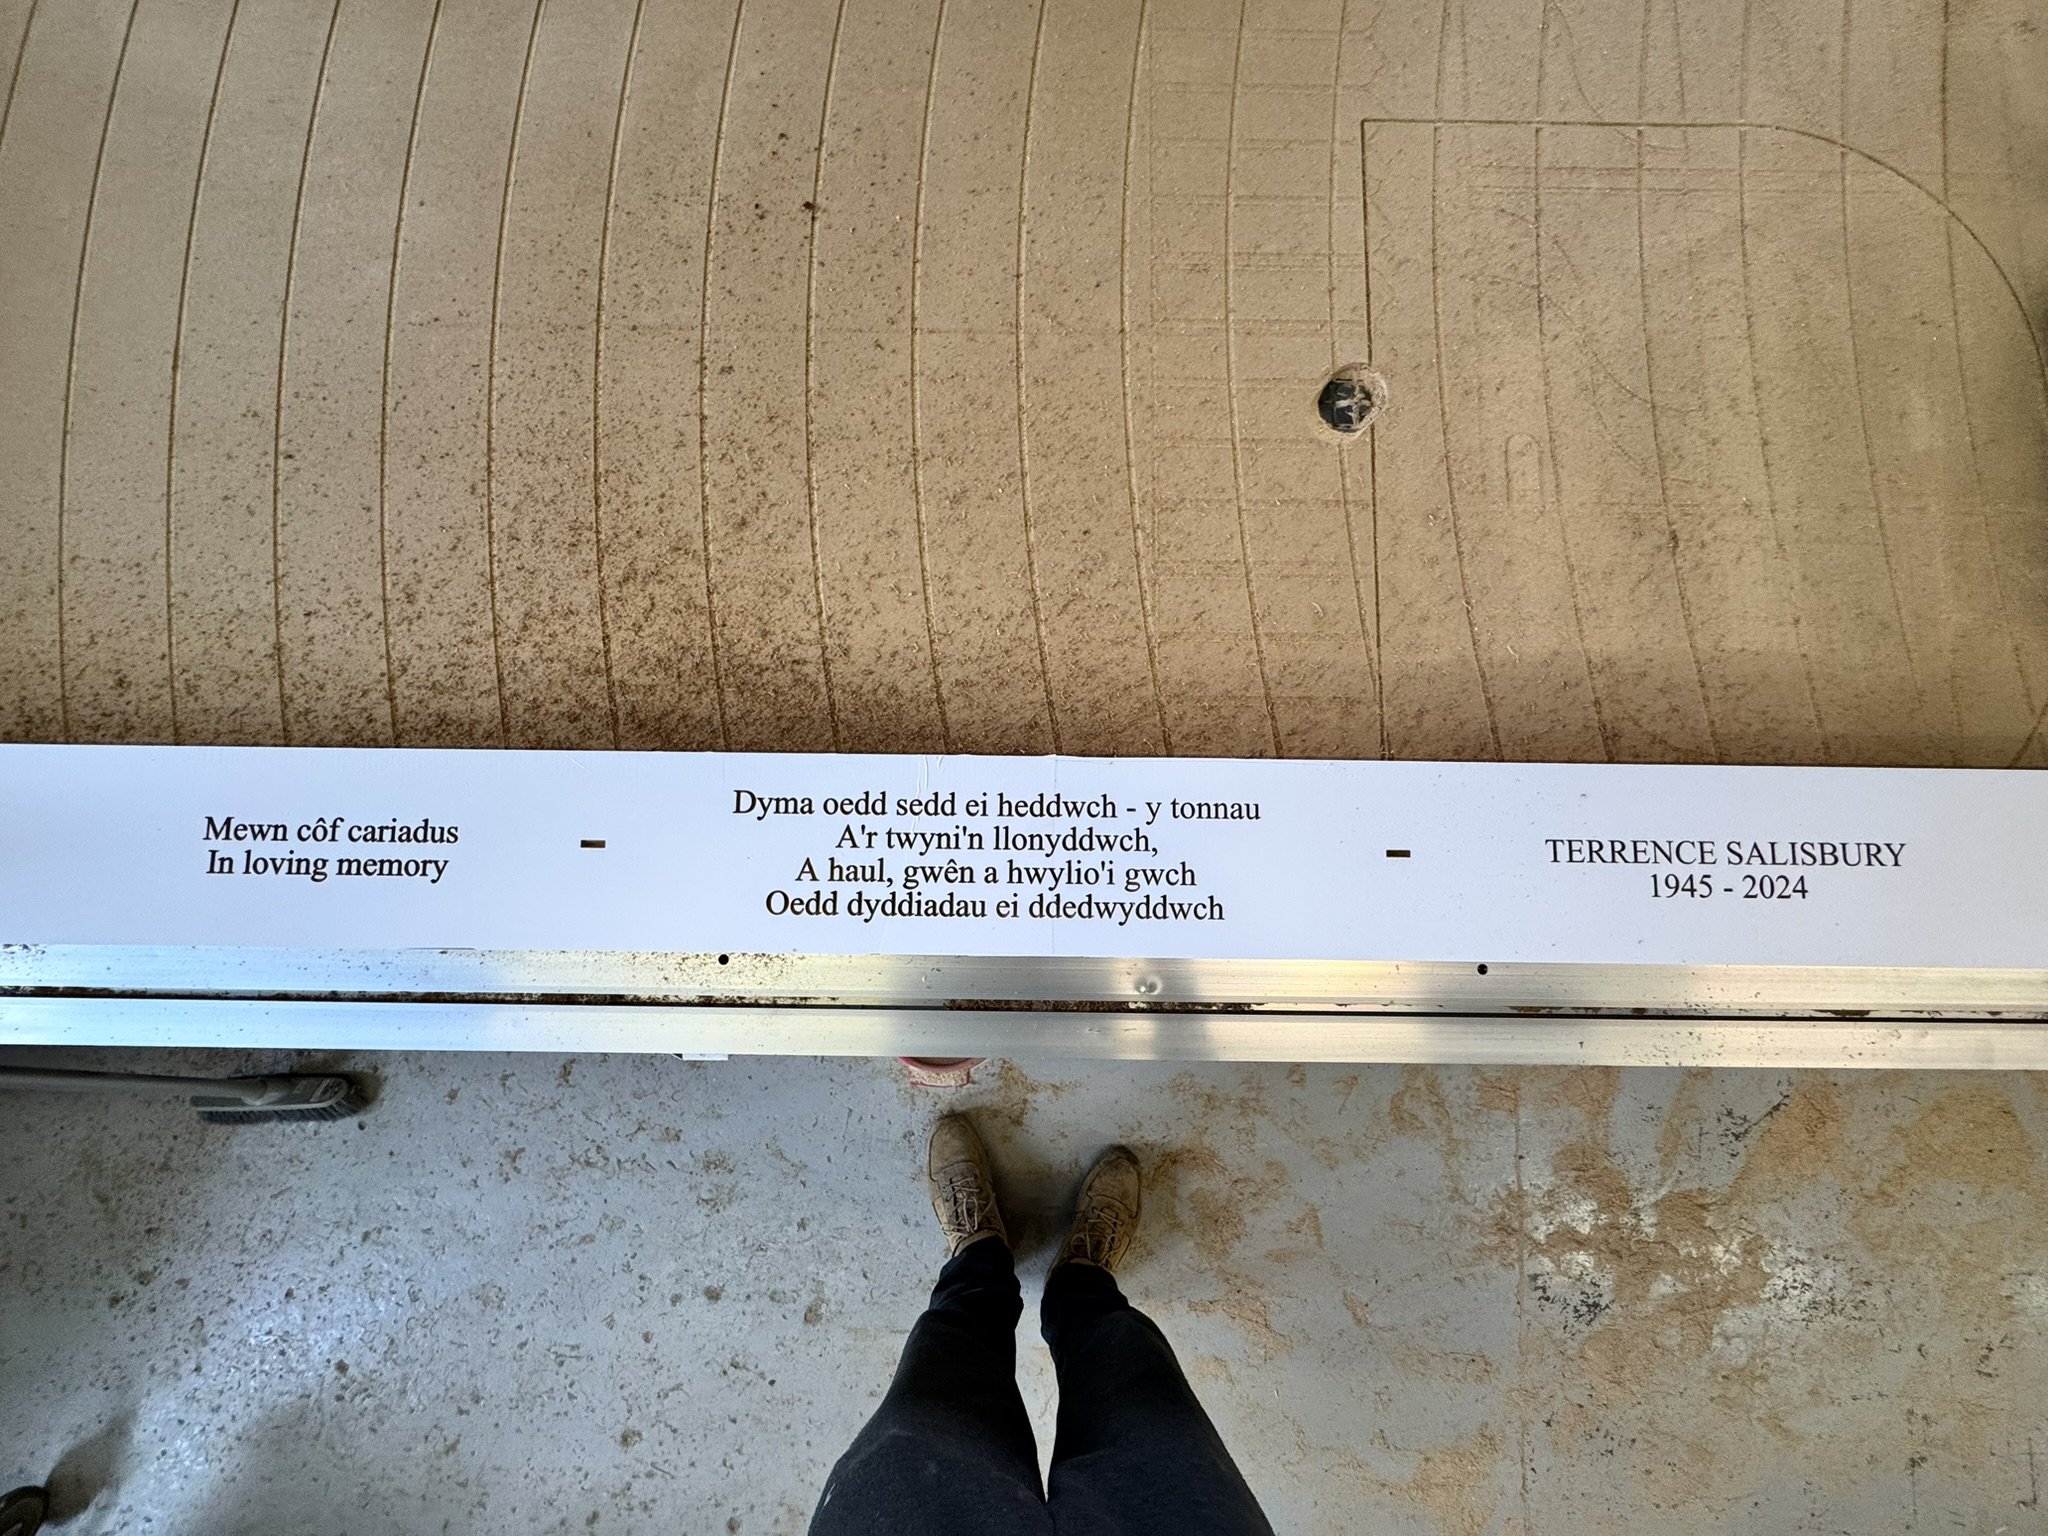 Mewn côf cariadus
In loving memory
-
Dyma oedd sedd ei heddwch - y tonnau
A'r twyni'n llonyddwch,
A haul, gwên a hwylio'i gwch
Oedd dyddiadau ei ddedwyddwch
-
TERRENCE SALISBURY
1945 - 2024